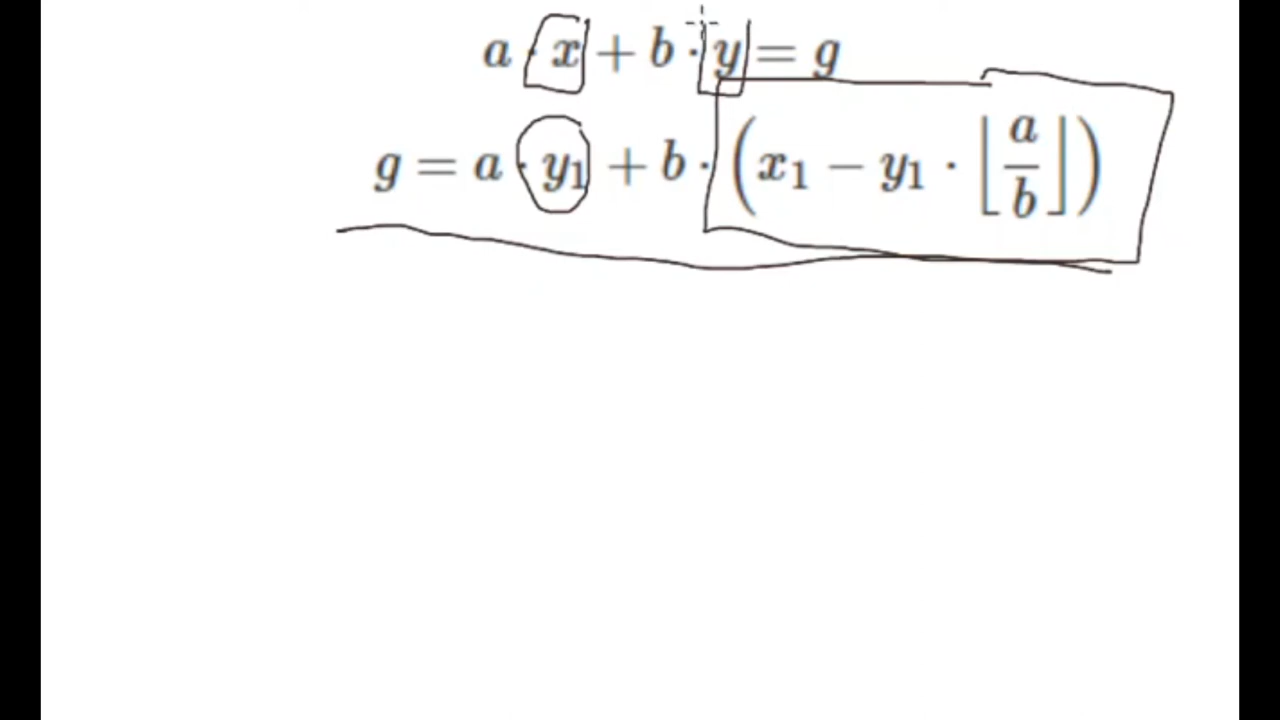 a · x + b · y = g
g = a · y₁ + b · (x₁ − y₁ · ⌊a/b⌋)